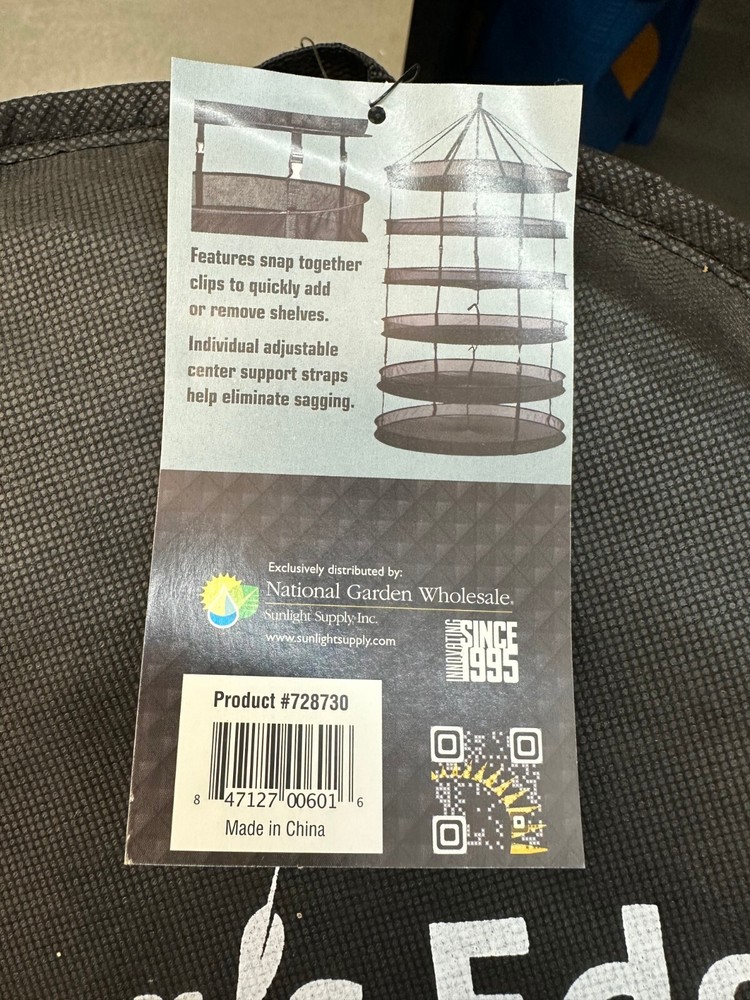 Features snap together
clips to quickly add
or remove shelves.
Individual adjustable
center support straps
help eliminate sagging.
Exclusively distributed by:
National Garden Wholesale®
Sunlight Supply, Inc.
www.sunlightsupply.com
INNOVATING
SINCE
1995
Product #728730
8 47127 00601 6
Made in China
r's Edg